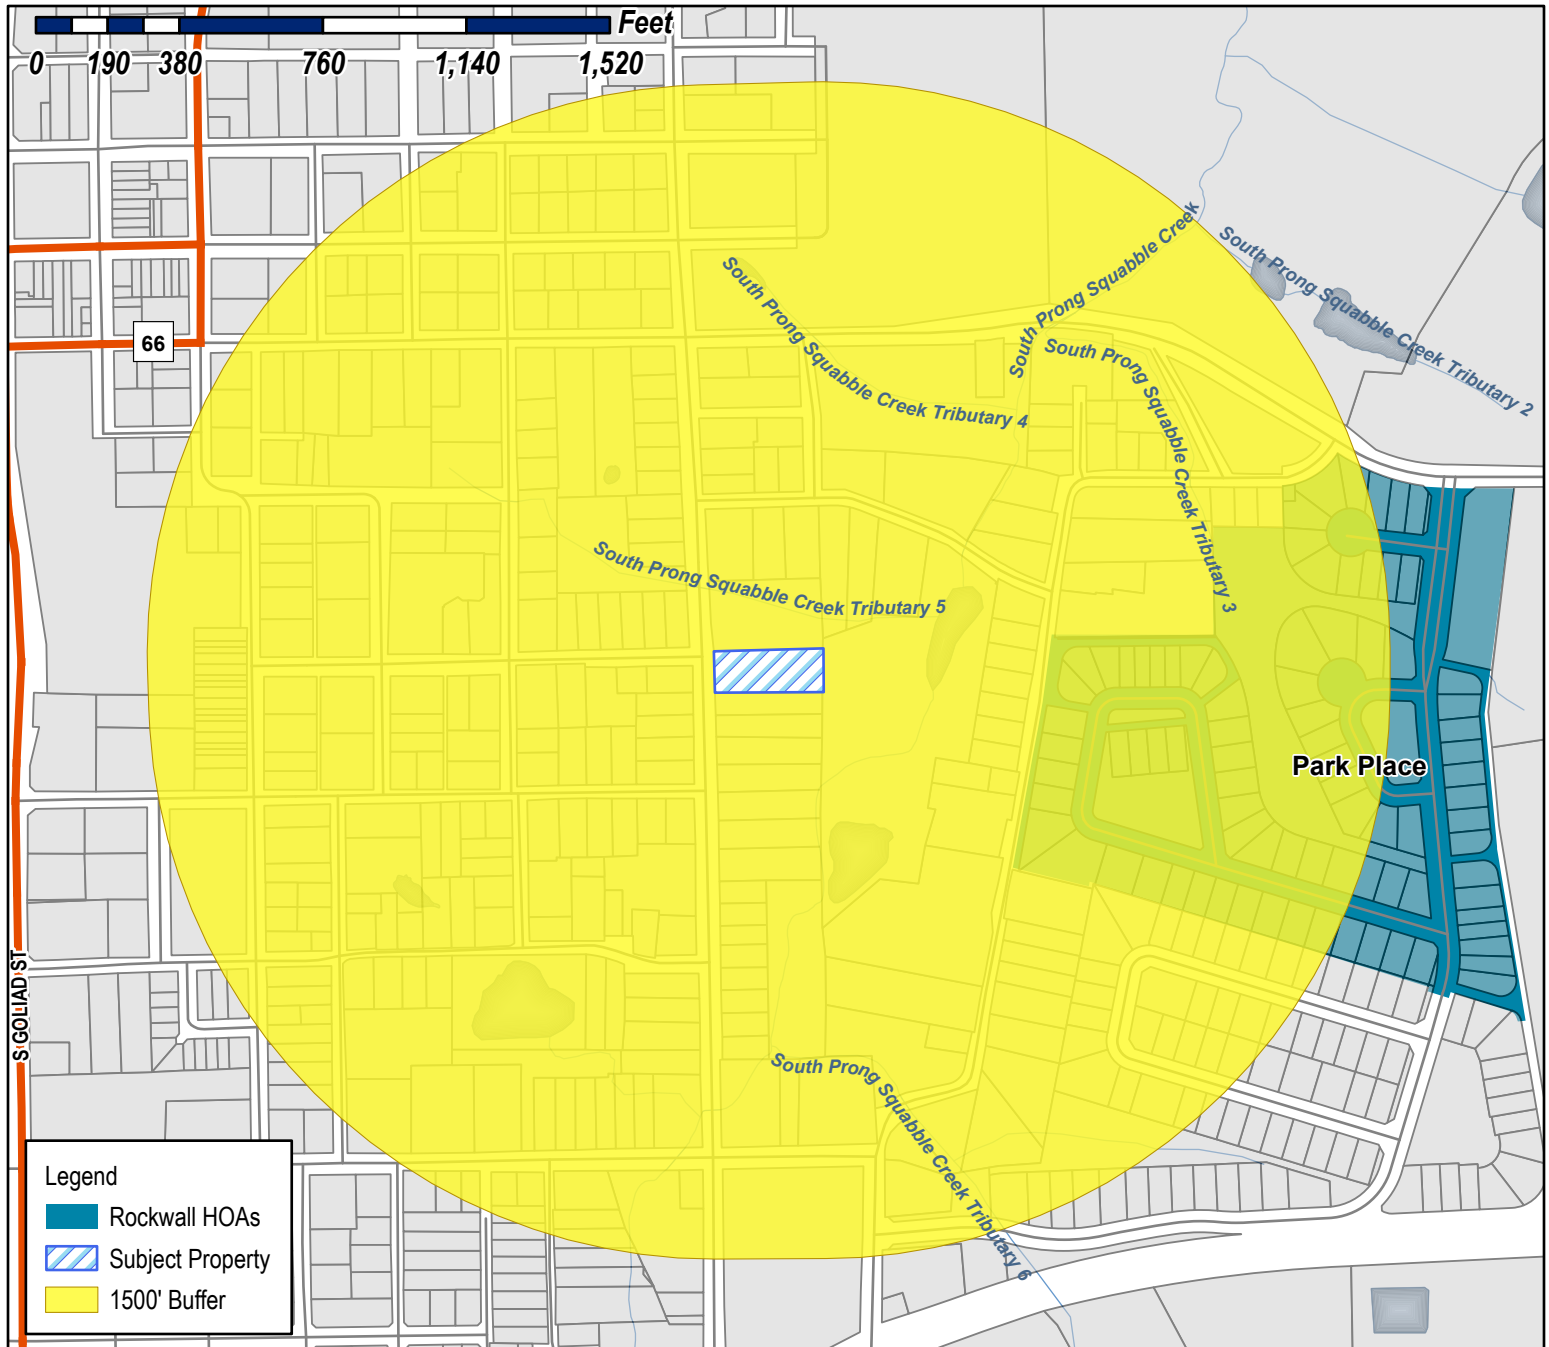 Feet
0 190 380 760 1,140 1,520
66
South Prong Squabble Creek
South Prong Squabble Creek Tributary 2
South Prong Squabble Creek Tributary 4
South Prong Squabble Creek Tributary 3
South Prong Squabble Creek Tributary 5
Park Place
S GOLIAD ST
South Prong Squabble Creek Tributary 6
Legend
Rockwall HOAs
Subject Property
1500' Buffer